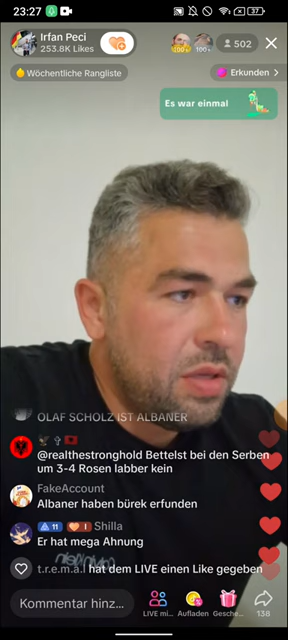 23:27
37
Irfan Peci
253.8K Likes
100+
100+
502
Wöchentliche Rangliste
Erkunden >
Es war einmal
OLAF SCHOLZ IST ALBANER
@realthestronghold Bettelst bei den Serben
um 3-4 Rosen labber kein
FakeAccount
Albaner haben bürek erfunden
11 1 Shilla
Er hat mega Ahnung
t.r.e.m.a.l hat dem LIVE einen Like gegeben
Kommentar hinz...
LIVE mi...
Aufladen
Gesche...
138